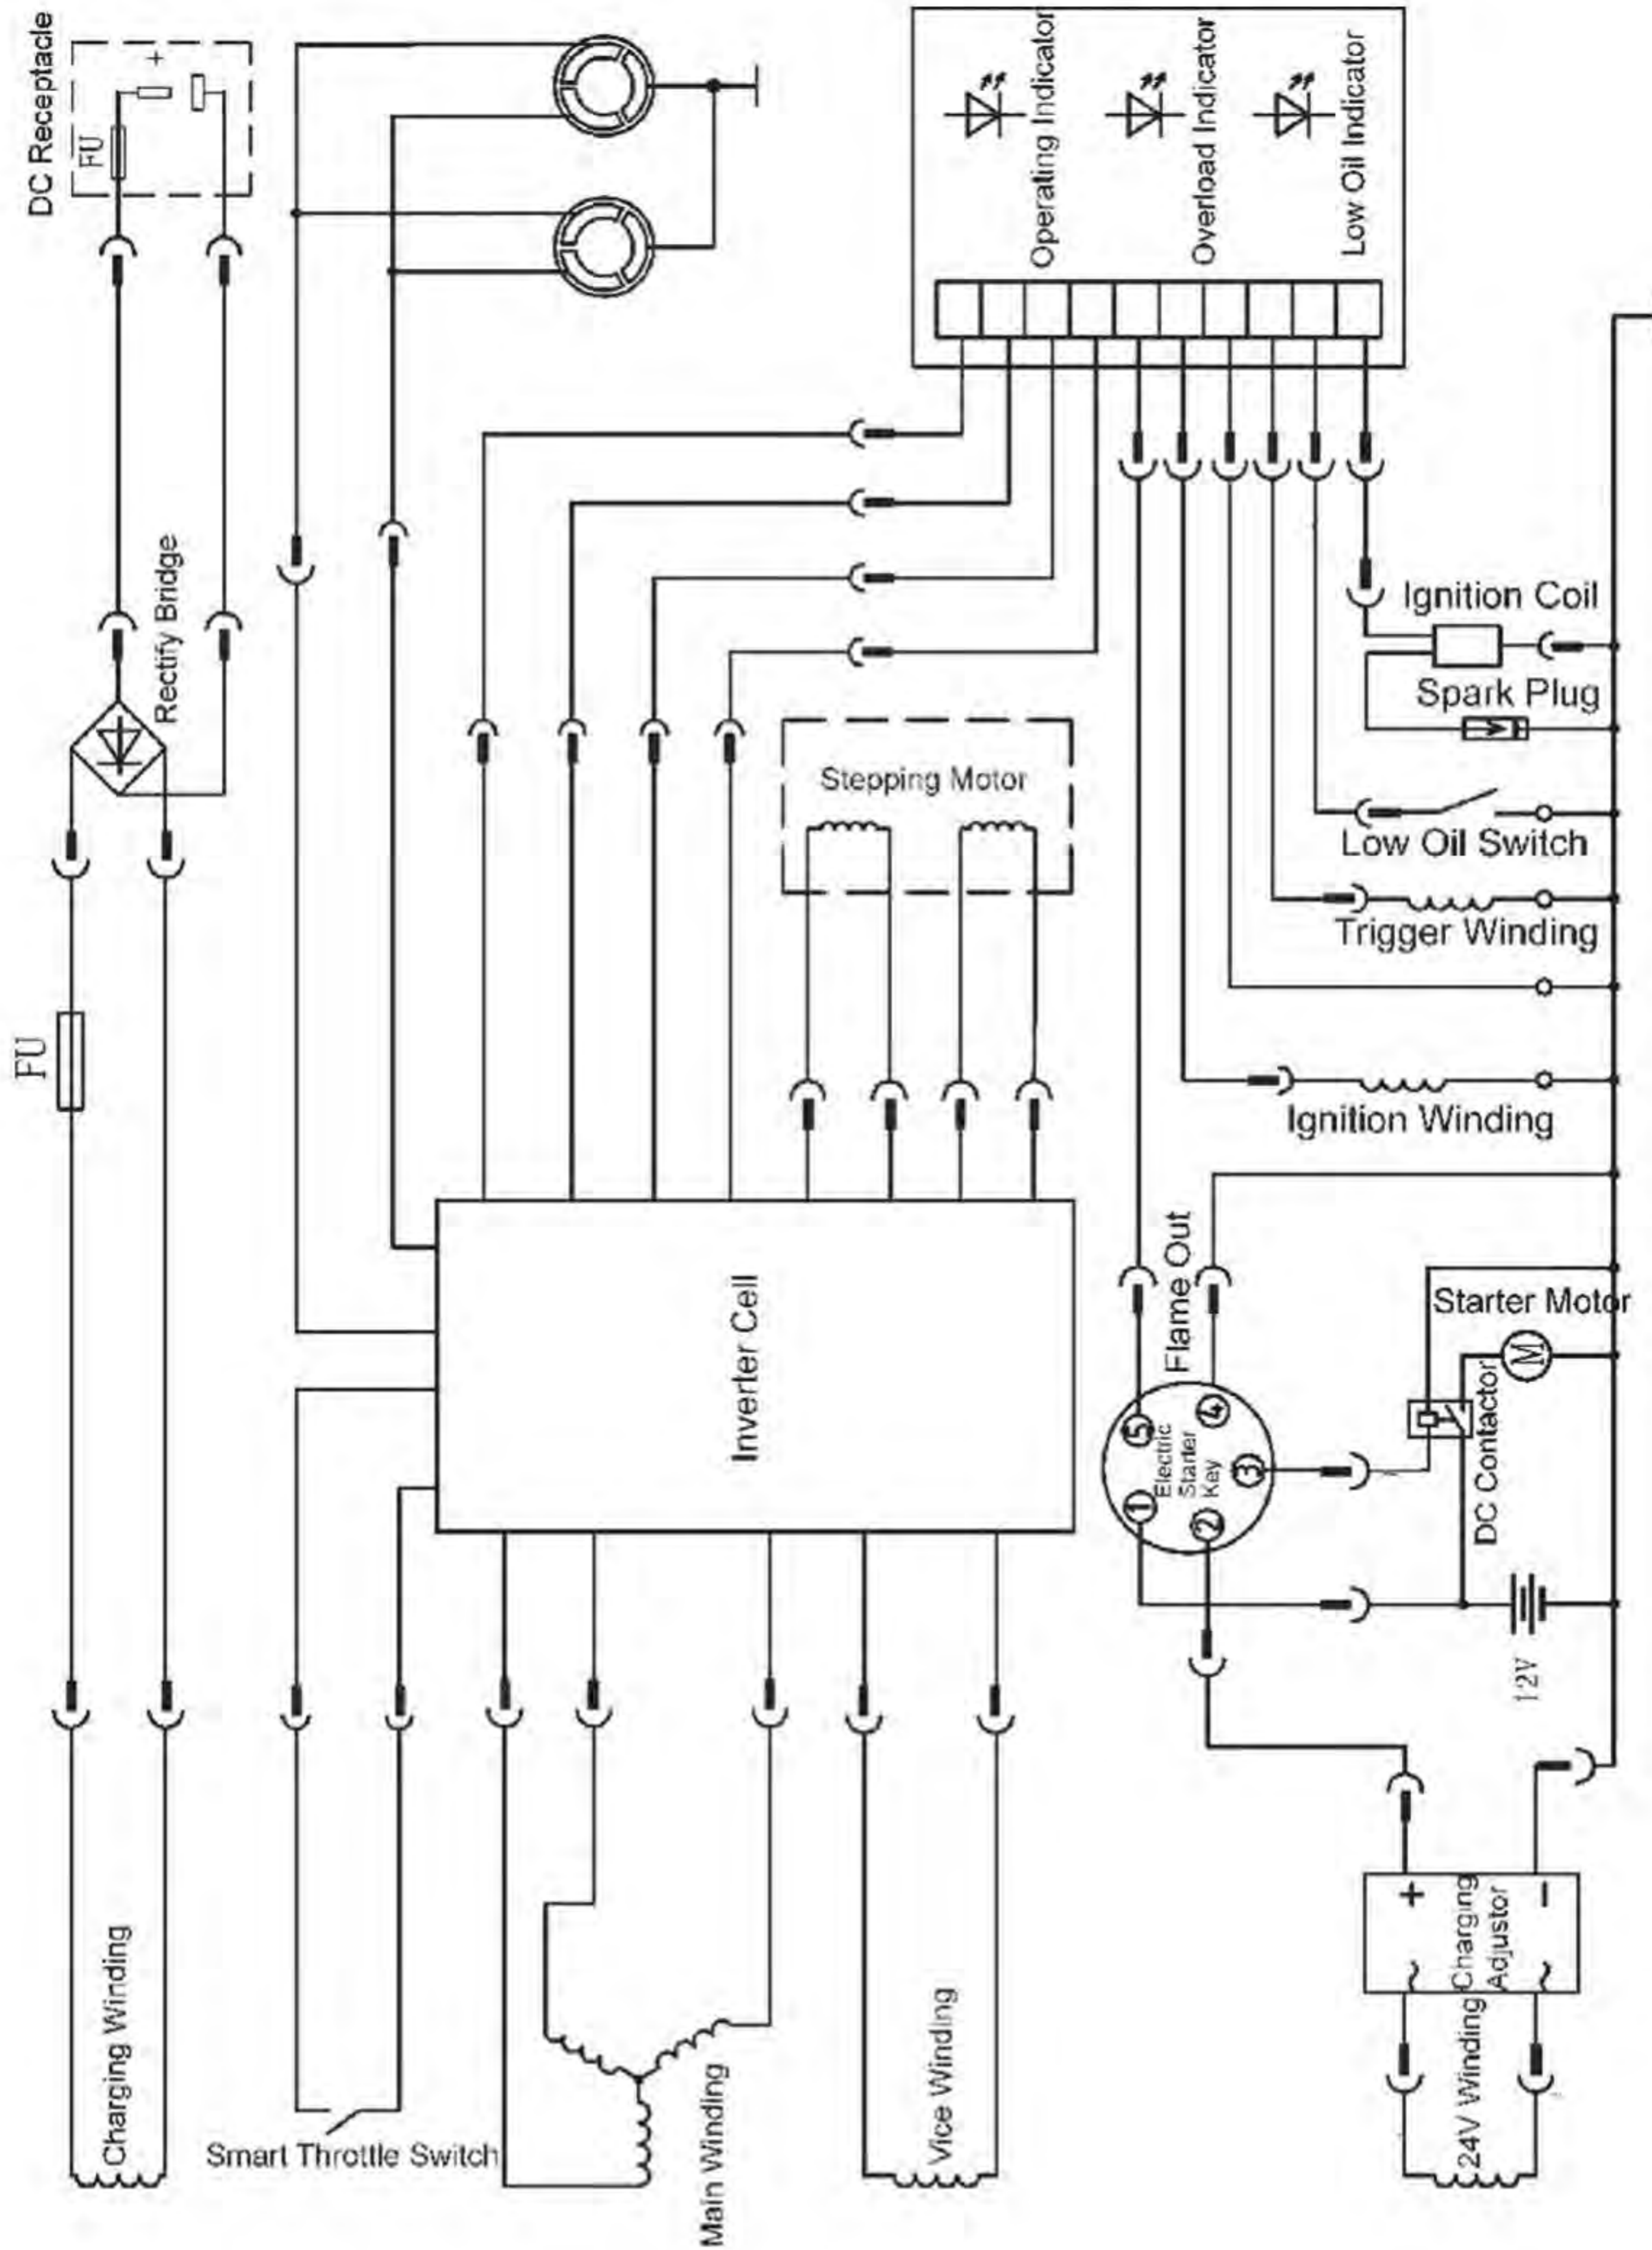 DC Receptacle
FU
+
Rectify Bridge
FU
Charging Winding
Smart Throttle Switch
Main Winding
Vice Winding
Inverter Cell
Stepping Motor
Operating Indicator
Overload Indicator
Low Oil Indicator
Ignition Coil
Spark Plug
Low Oil Switch
Trigger Winding
Ignition Winding
Flame Out
Electric
Starter
Key
1
2
3
4
5
Starter Motor
M
DC Contactor
12V
Charging
Adjustor
+
−
~
~
24V Winding